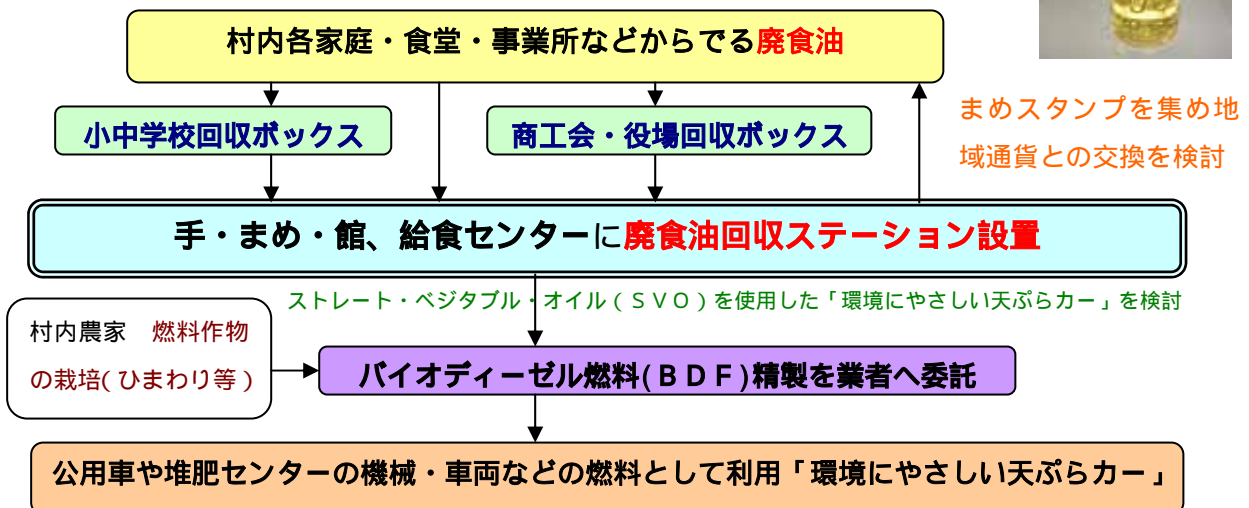 村内各家庭・食堂・事業所などからでる廃食油
小中学校回収ボックス
商工会・役場回収ボックス
まめスタンプを集め地
域通貨との交換を検討
手・まめ・館、給食センターに廃食油回収ステーション設置
ストレート・ベジタブル・オイル(SVO)を使用した「環境にやさしい天ぷらカー」を検討
村内農家　燃料作物
の栽培(ひまわり等)
バイオディーゼル燃料(BDF)精製を業者へ委託
公用車や堆肥センターの機械・車両などの燃料として利用「環境にやさしい天ぷらカー」